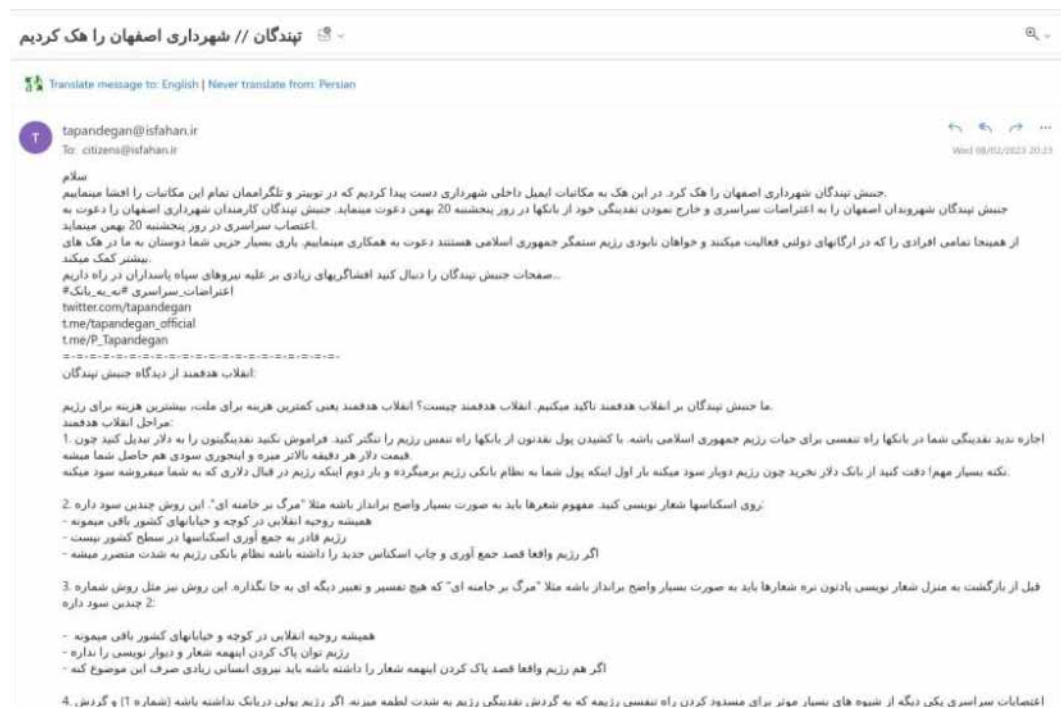 تپندگان // شهرداری اصفهان را هک کردیم
Translate message to: English | Never translate from: Persian
T
tapandegan@isfahan.ir
To: citizens@isfahan.ir
Wed 08/02/2023 20:23
سلام
جنبش تپندگان شهرداری اصفهان را هک کرد. در این هک به مکاتبات ایمیل داخلی شهرداری دست پیدا کردیم که در توییتر و تلگراممان تمام این مکاتبات را افشا مینماییم.
جنبش تپندگان شهروندان اصفهان را به اعتراضات سراسری و خارج نمودن نقدینگی خود از بانکها در روز پنجشنبه 20 بهمن دعوت مینماید. جنبش تپندگان کارمندان شهرداری اصفهان را دعوت به
اعتصاب سراسری در روز پنجشنبه 20 بهمن مینماید.
از همینجا تمامی افرادی را که در ارگانهای دولتی فعالیت میکنند و خواهان نابودی رژیم ستمگر جمهوری اسلامی هستند دعوت به همکاری مینماییم. یاری بسیار جزیی شما دوستان به ما در هک های
بیشتر کمک میکند.
صفحات جنبش تپندگان را دنبال کنید افشاگریهای زیادی بر علیه نیروهای سپاه پاسداران در راه داریم...
#اعتراضات_سراسری #نه_به_بانک
twitter.com/tapandegan
t.me/tapandegan_official
t.me/P_Tapandegan
=-=-=-=-=-=-=-=-=-=-=-=-=-=-=-=-=-=-=-=-=-
انقلاب هدفمند از دیدگاه جنبش تپندگان:
ما جنبش تپندگان بر انقلاب هدفمند تاکید میکنیم. انقلاب هدفمند چیست؟ انقلاب هدفمند یعنی کمترین هزینه برای ملت، بیشترین هزینه برای رژیم.
مراحل انقلاب هدفمند:
1. اجازه ندید نقدینگی شما در بانکها راه تنفسی برای حیات رژیم جمهوری اسلامی باشه. با کشیدن پول نقدتون از بانکها راه تنفس رژیم را تنگتر کنید. فراموش نکنید نقدینگیتون را به دلار تبدیل کنید چون
قیمت دلار هر دقیقه بالاتر میره و اینجوری سودی هم حاصل شما میشه.
نکته بسیار مهم! دقت کنید از بانک دلار نخرید چون رژیم دوبار سود میکنه بار اول اینکه پول شما به نظام بانکی رژیم برمیگرده و بار دوم اینکه رژیم در قبال دلاری که به شما میفروشه سود میکنه.
2. روی اسکناسها شعار نویسی کنید. مفهوم شعرها باید به صورت بسیار واضح برانداز باشه مثلا "مرگ بر خامنه ای". این روش چندین سود داره:
- همیشه روحیه انقلابی در کوچه و خیابانهای کشور باقی میمونه
- رژیم قادر به جمع آوری اسکناسها در سطح کشور نیست
- اگر رژیم واقعا قصد جمع آوری و چاپ اسکناس جدید را داشته باشه نظام بانکی رژیم به شدت متضرر میشه
3. قبل از بازگشت به منزل شعار نویسی یادتون نره شعارها باید به صورت بسیار واضح برانداز باشه مثلا "مرگ بر خامنه ای" که هیچ تفسیر و تعبیر دیگه ای به جا نگذاره. این روش نیز مثل روش شماره
2 چندین سود داره:
- همیشه روحیه انقلابی در کوچه و خیابانهای کشور باقی میمونه
- رژیم توان پاک کردن اینهمه شعار و دیوار نویسی را نداره
- اگر هم رژیم واقعا قصد پاک کردن اینهمه شعار را داشته باشه باید نیروی انسانی زیادی صرف این موضوع کنه
4. اعتصابات سراسری یکی دیگه از شیوه های بسیار موثر برای مسدود کردن راه تنفسی رژیمه که به گردش نقدینگی رژیم به شدت لطمه میزنه. اگر رژیم پولی دربانک نداشته باشه (شماره 1) و گردش